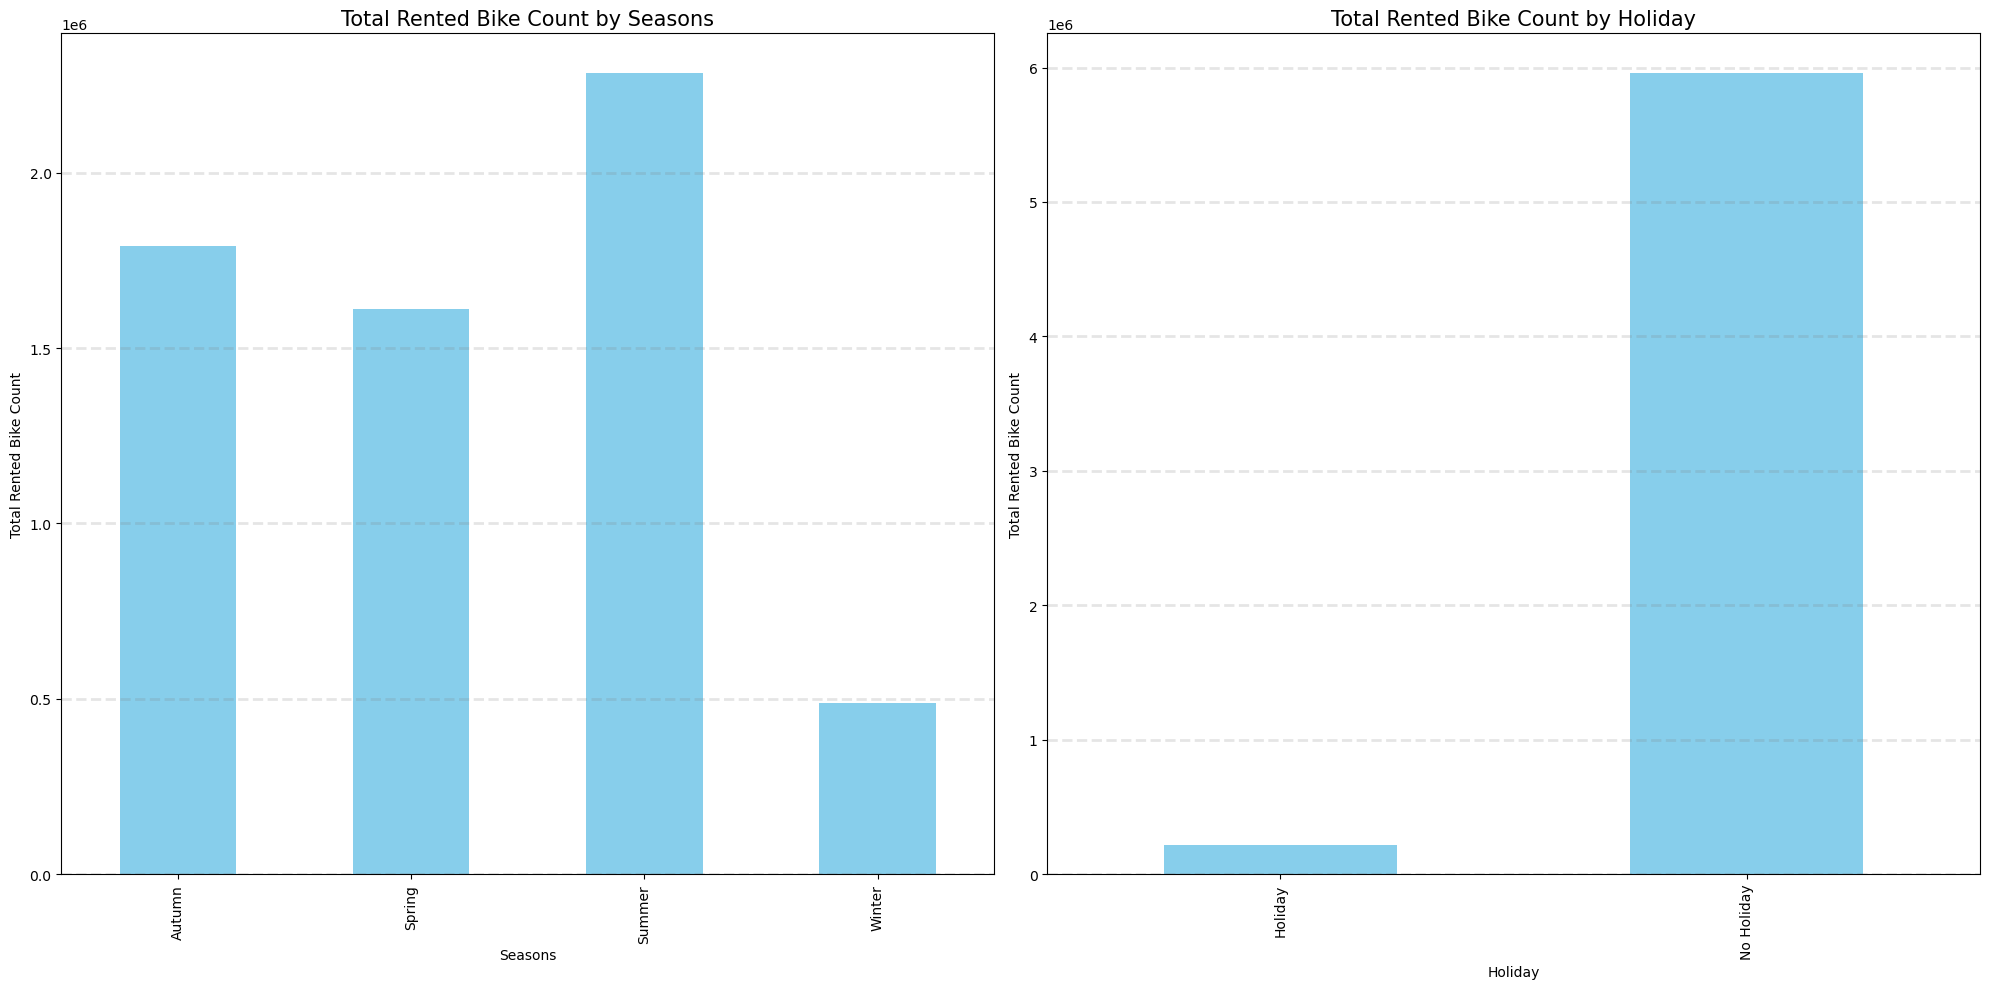 Total Rented Bike Count by Seasons
1e6
Total Rented Bike Count
2.0
1.5
1.0
0.5
0.0
Autumn
Spring
Summer
Winter
Seasons
Total Rented Bike Count by Holiday
1e6
Total Rented Bike Count
6
5
4
3
2
1
0
Holiday
No Holiday
Holiday